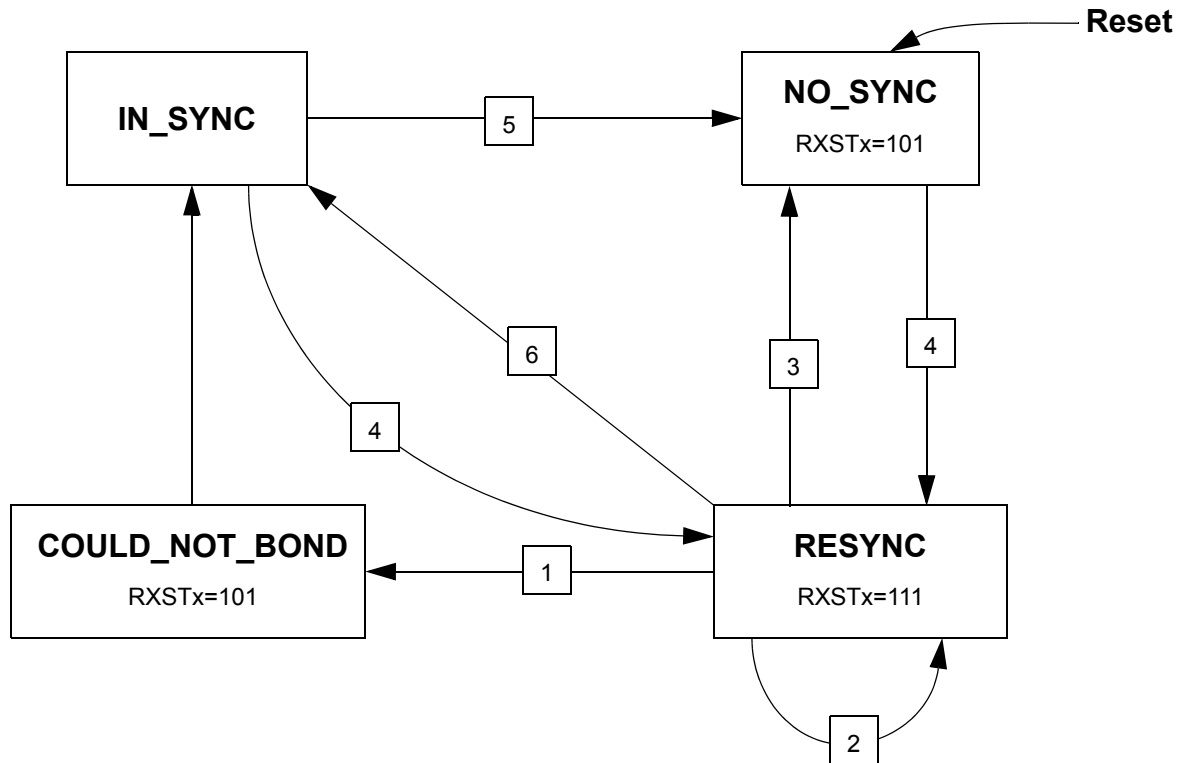 Reset
IN_SYNC
NO_SYNC
RXSTx=101
5
6
3
4
4
COULD_NOT_BOND
RXSTx=101
1
RESYNC
RXSTx=111
2